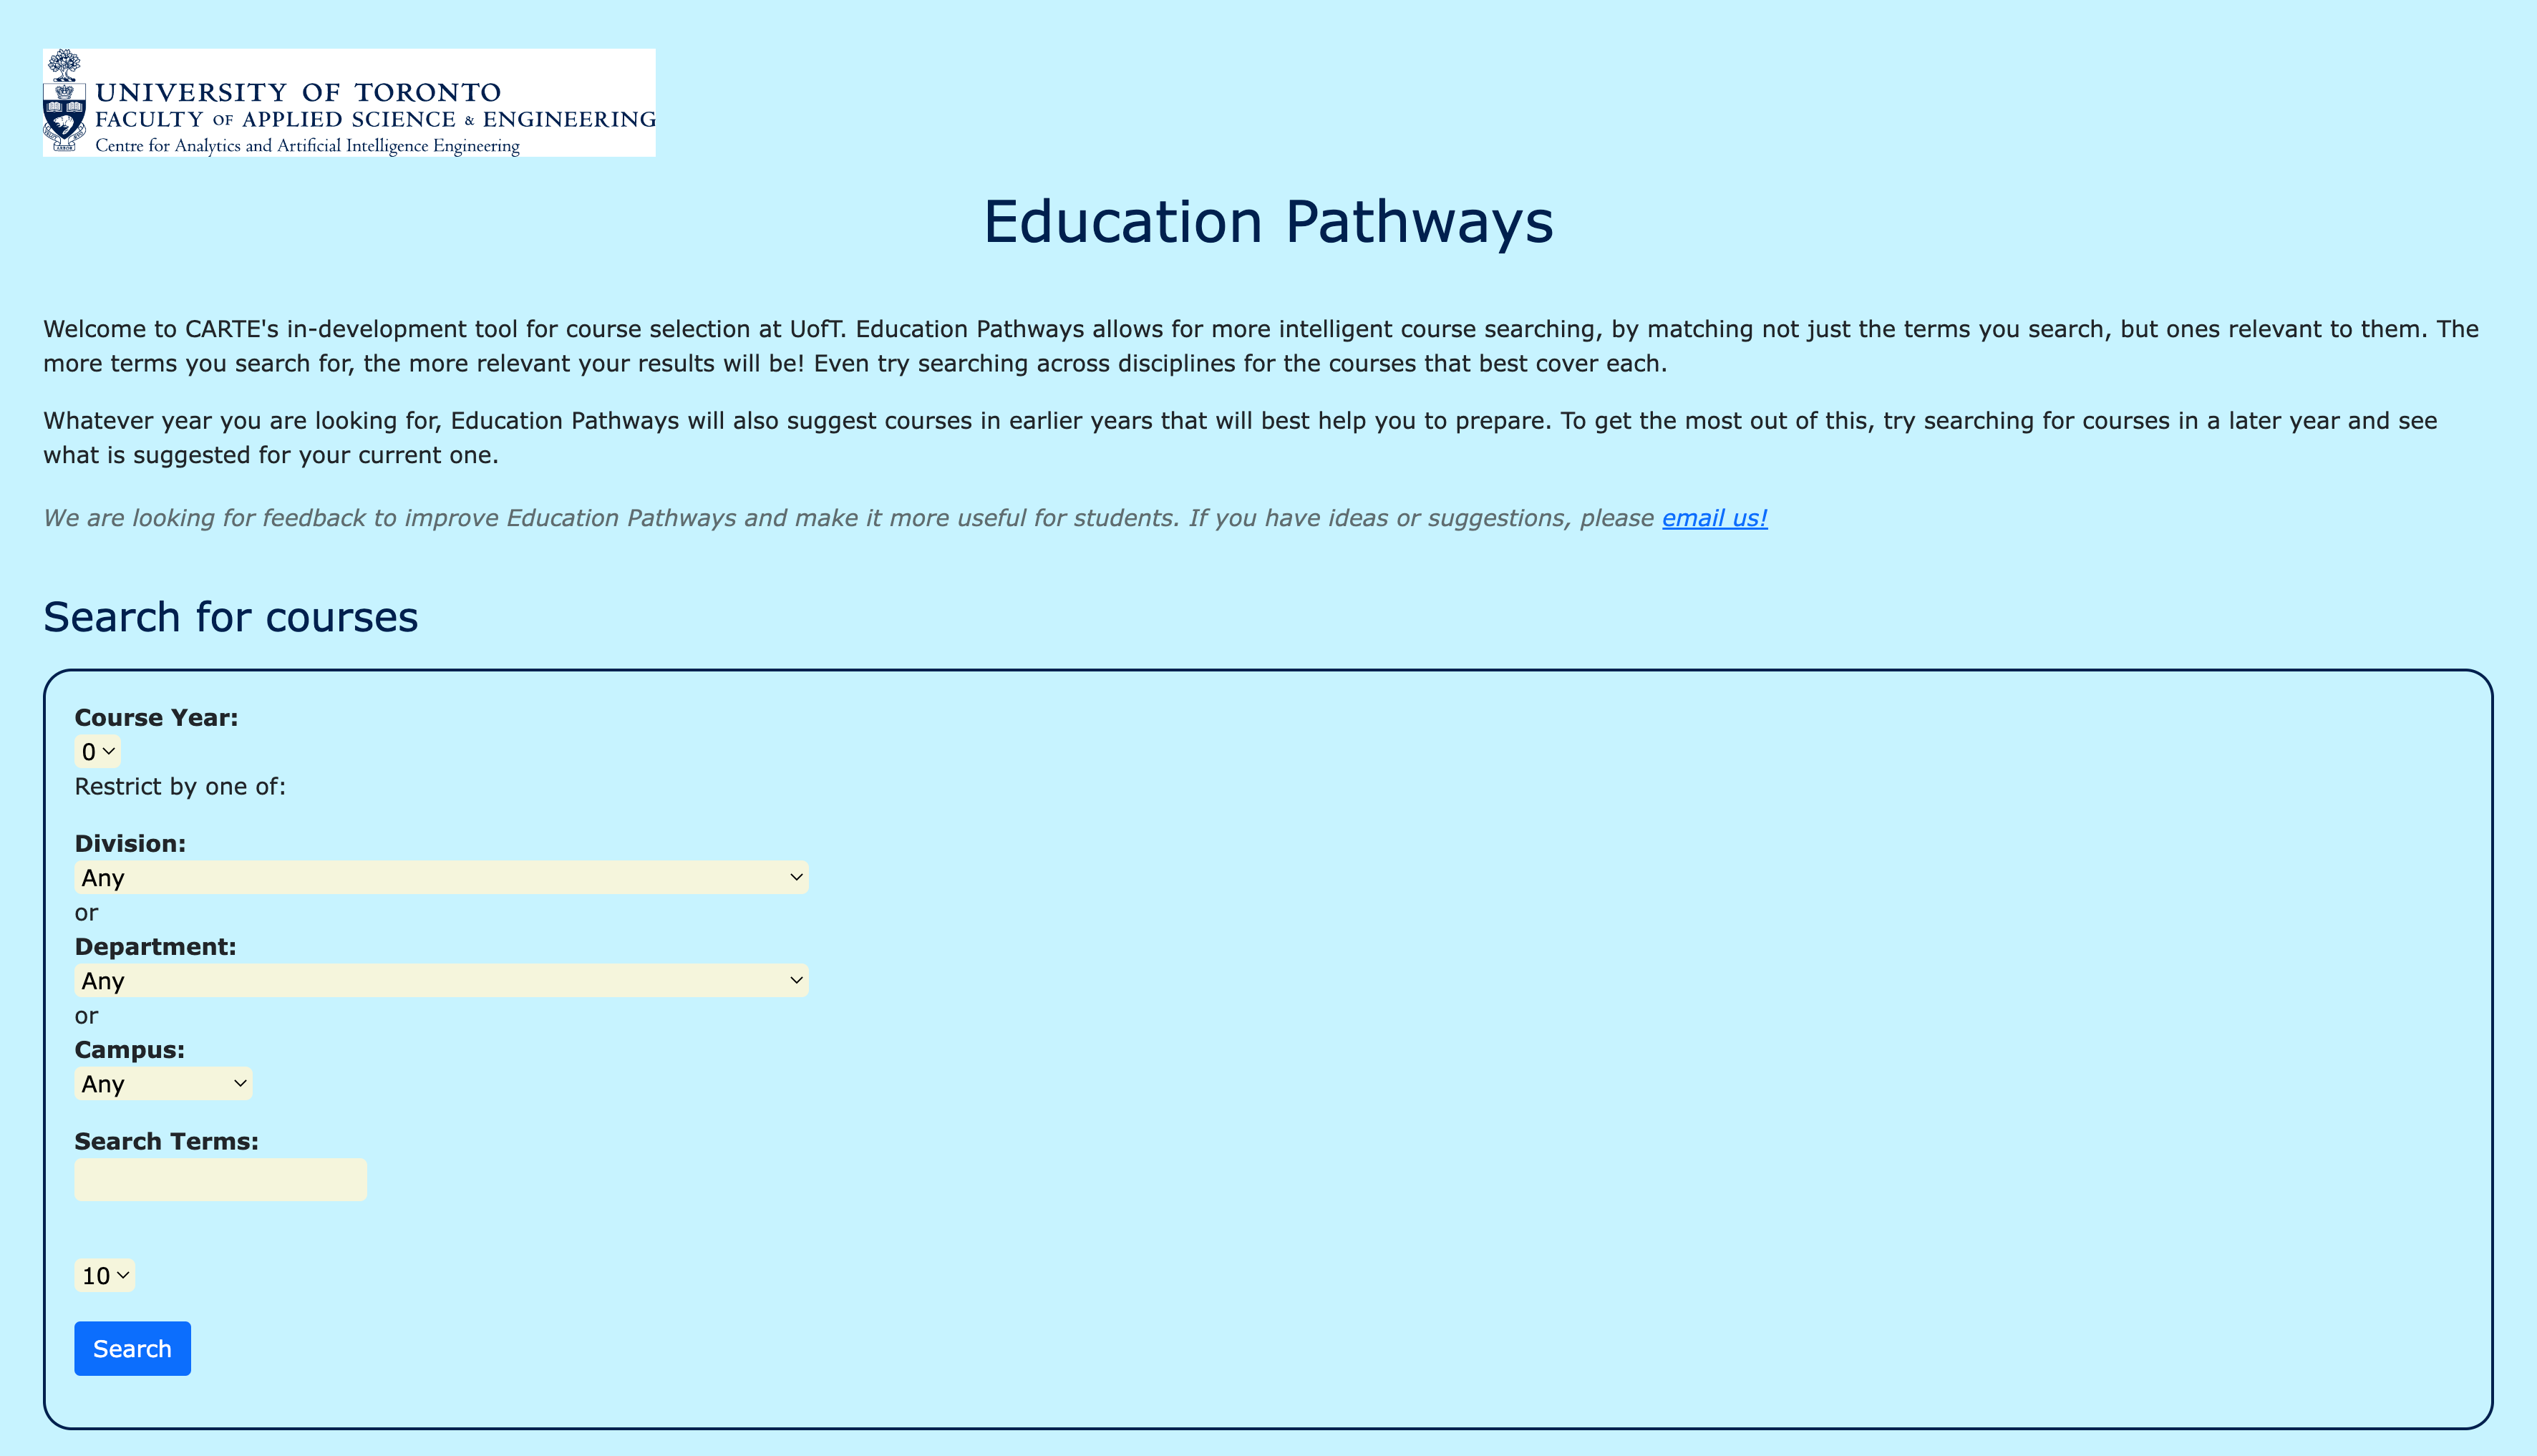 UNIVERSITY OF TORONTO
FACULTY OF APPLIED SCIENCE & ENGINEERING
Centre for Analytics and Artificial Intelligence Engineering
Education Pathways
Welcome to CARTE's in-development tool for course selection at UofT. Education Pathways allows for more intelligent course searching, by matching not just the terms you search, but ones relevant to them. The
more terms you search for, the more relevant your results will be! Even try searching across disciplines for the courses that best cover each.
Whatever year you are looking for, Education Pathways will also suggest courses in earlier years that will best help you to prepare. To get the most out of this, try searching for courses in a later year and see
what is suggested for your current one.
We are looking for feedback to improve Education Pathways and make it more useful for students. If you have ideas or suggestions, please email us!
Search for courses
Course Year:
0
Restrict by one of:
Division:
Any
or
Department:
Any
or
Campus:
Any
Search Terms:
10
Search